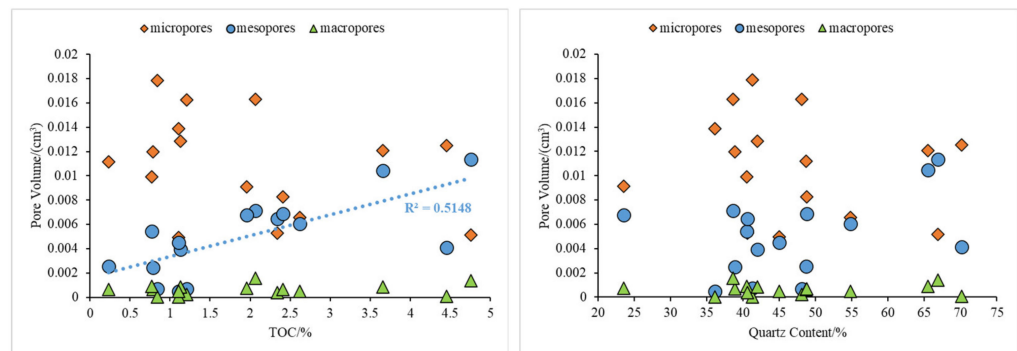 micropores mesopores macropores
0.02
0.018
0.016
0.014
0.012
0.01
0.008
0.006
0.004
0.002
0
Pore Volume/(cm³)
R² = 0.5148
0 0.5 1 1.5 2 2.5 3 3.5 4 4.5 5
TOC/%
micropores mesopores macropores
0.02
0.018
0.016
0.014
0.012
0.01
0.008
0.006
0.004
0.002
0
Pore Volume/(cm³)
20 25 30 35 40 45 50 55 60 65 70 75
Quartz Content/%